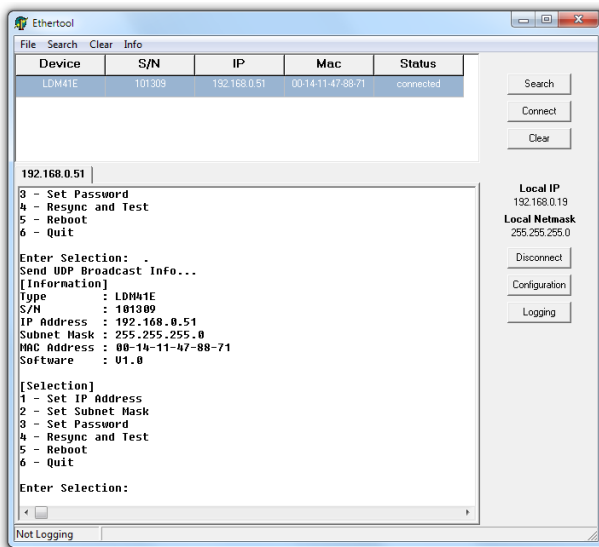 Ethertool
File Search Clear Info
Device S/N IP Mac Status
LDM41E 101309 192.168.0.51 00-14-11-47-88-71 connected
Search
Connect
Clear
192.168.0.51
3 - Set Password
4 - Resync and Test
5 - Reboot
6 - Quit
Enter Selection: .
Send UDP Broadcast Info...
[Information]
Type : LDM41E
S/N : 101309
IP Address : 192.168.0.51
Subnet Mask : 255.255.255.0
MAC Address : 00-14-11-47-88-71
Software : V1.0
[Selection]
1 - Set IP Address
2 - Set Subnet Mask
3 - Set Password
4 - Resync and Test
5 - Reboot
6 - Quit
Enter Selection:
Local IP
192.168.0.19
Local Netmask
255.255.255.0
Disconnect
Configuration
Logging
Not Logging